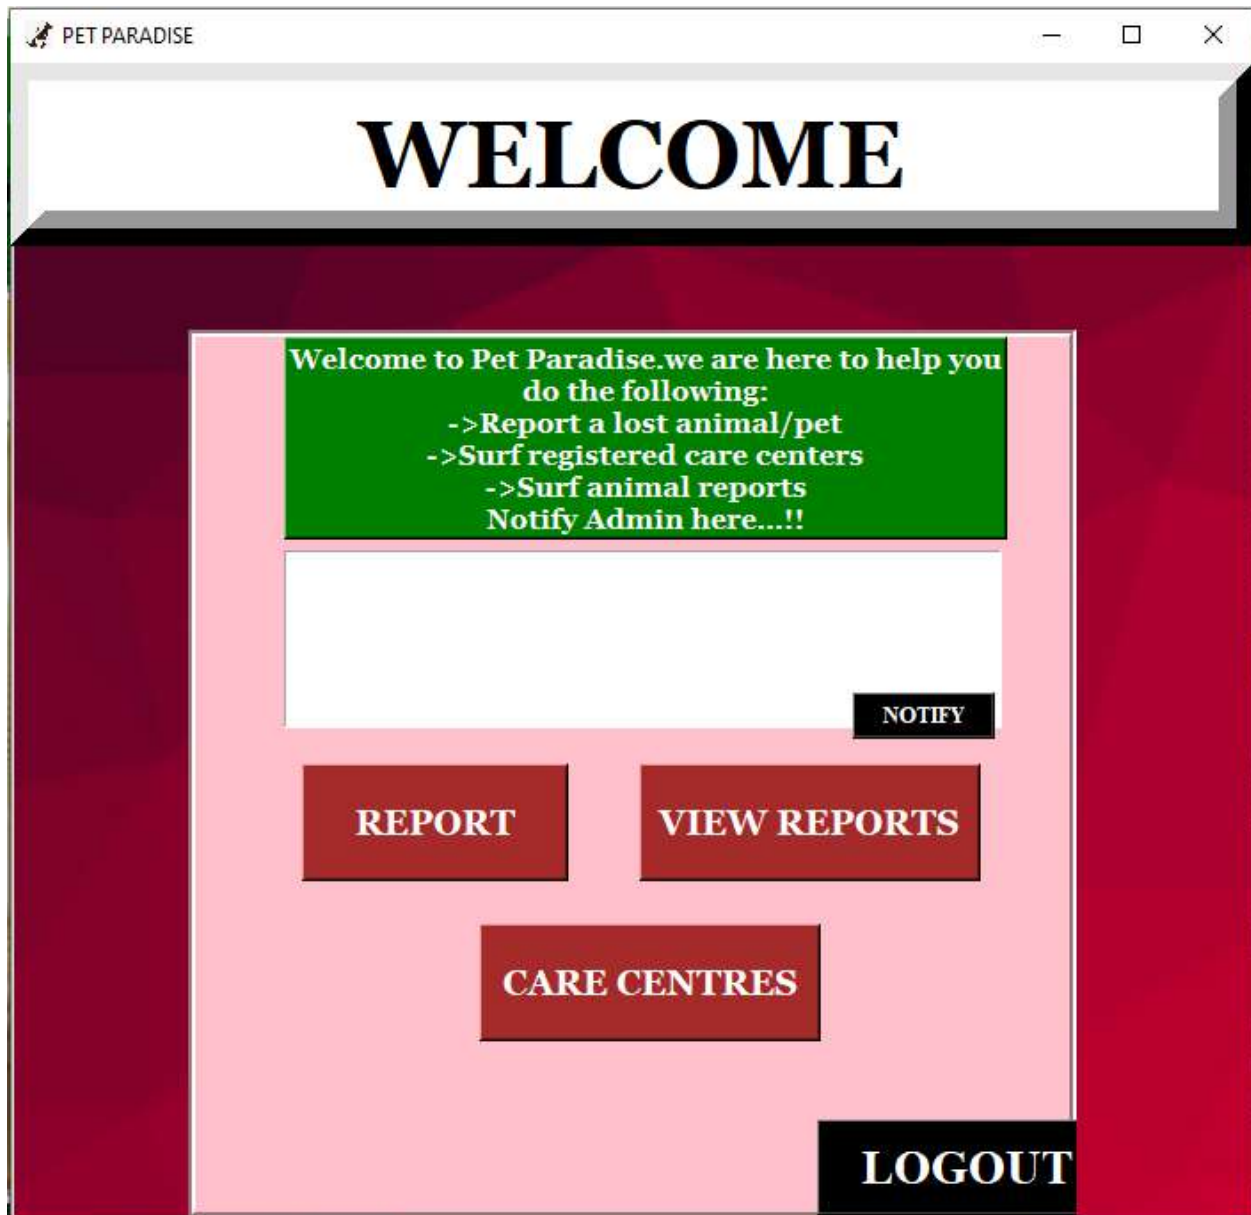 PET PARADISE
WELCOME
Welcome to Pet Paradise.we are here to help you
do the following:
->Report a lost animal/pet
->Surf registered care centers
->Surf animal reports
Notify Admin here...!!
NOTIFY
REPORT
VIEW REPORTS
CARE CENTRES
LOGOUT